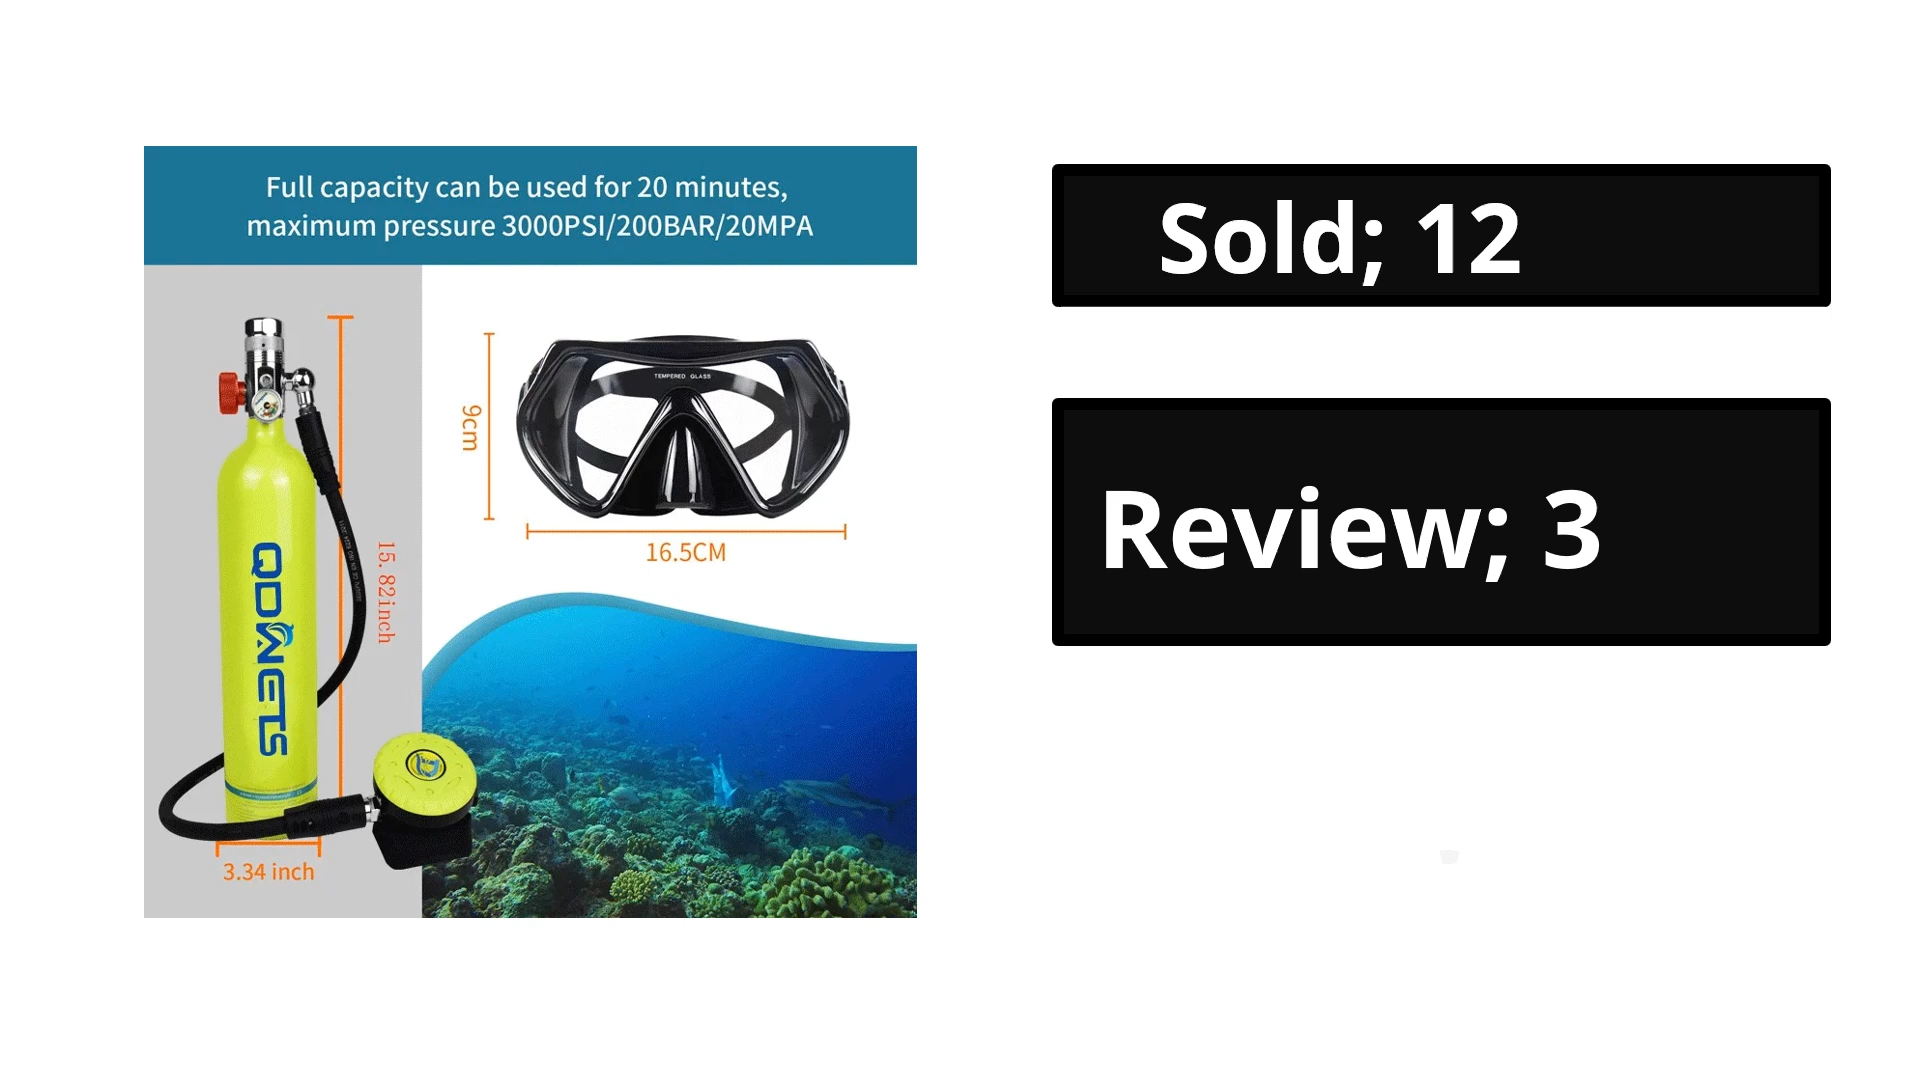 Full capacity can be used for 20 minutes,
maximum pressure 3000PSI/200BAR/20MPA
Sold; 12
TEMPERED GLASS
9cm
16.5CM
Review; 3
15.82inch
QDWETS
3.34 inch